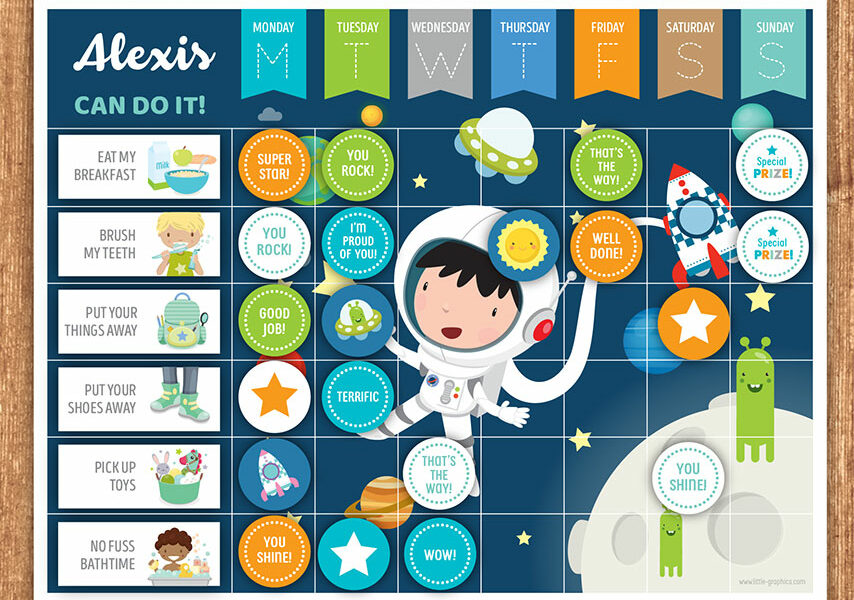 Alexis
CAN DO IT!
MONDAY TUESDAY WEDNESDAY THURSDAY FRIDAY SATURDAY SUNDAY
M T W T F S S
EAT MY
BREAKFAST
Milk
SUPER
STAR!
YOU
ROCK!
THAT'S
THE
WAY!
Special
PRIZE!
BRUSH
MY TEETH
YOU
ROCK!
I'M
PROUD
OF YOU!
WELL
DONE!
Special
PRIZE!
PUT YOUR
THINGS AWAY
GOOD
JOB!
PUT YOUR
SHOES AWAY
TERRIFIC
PICK UP
TOYS
THAT'S
THE
WAY!
YOU
SHINE!
NO FUSS
BATHTIME
YOU
SHINE!
WOW!
www.little-graphics.com